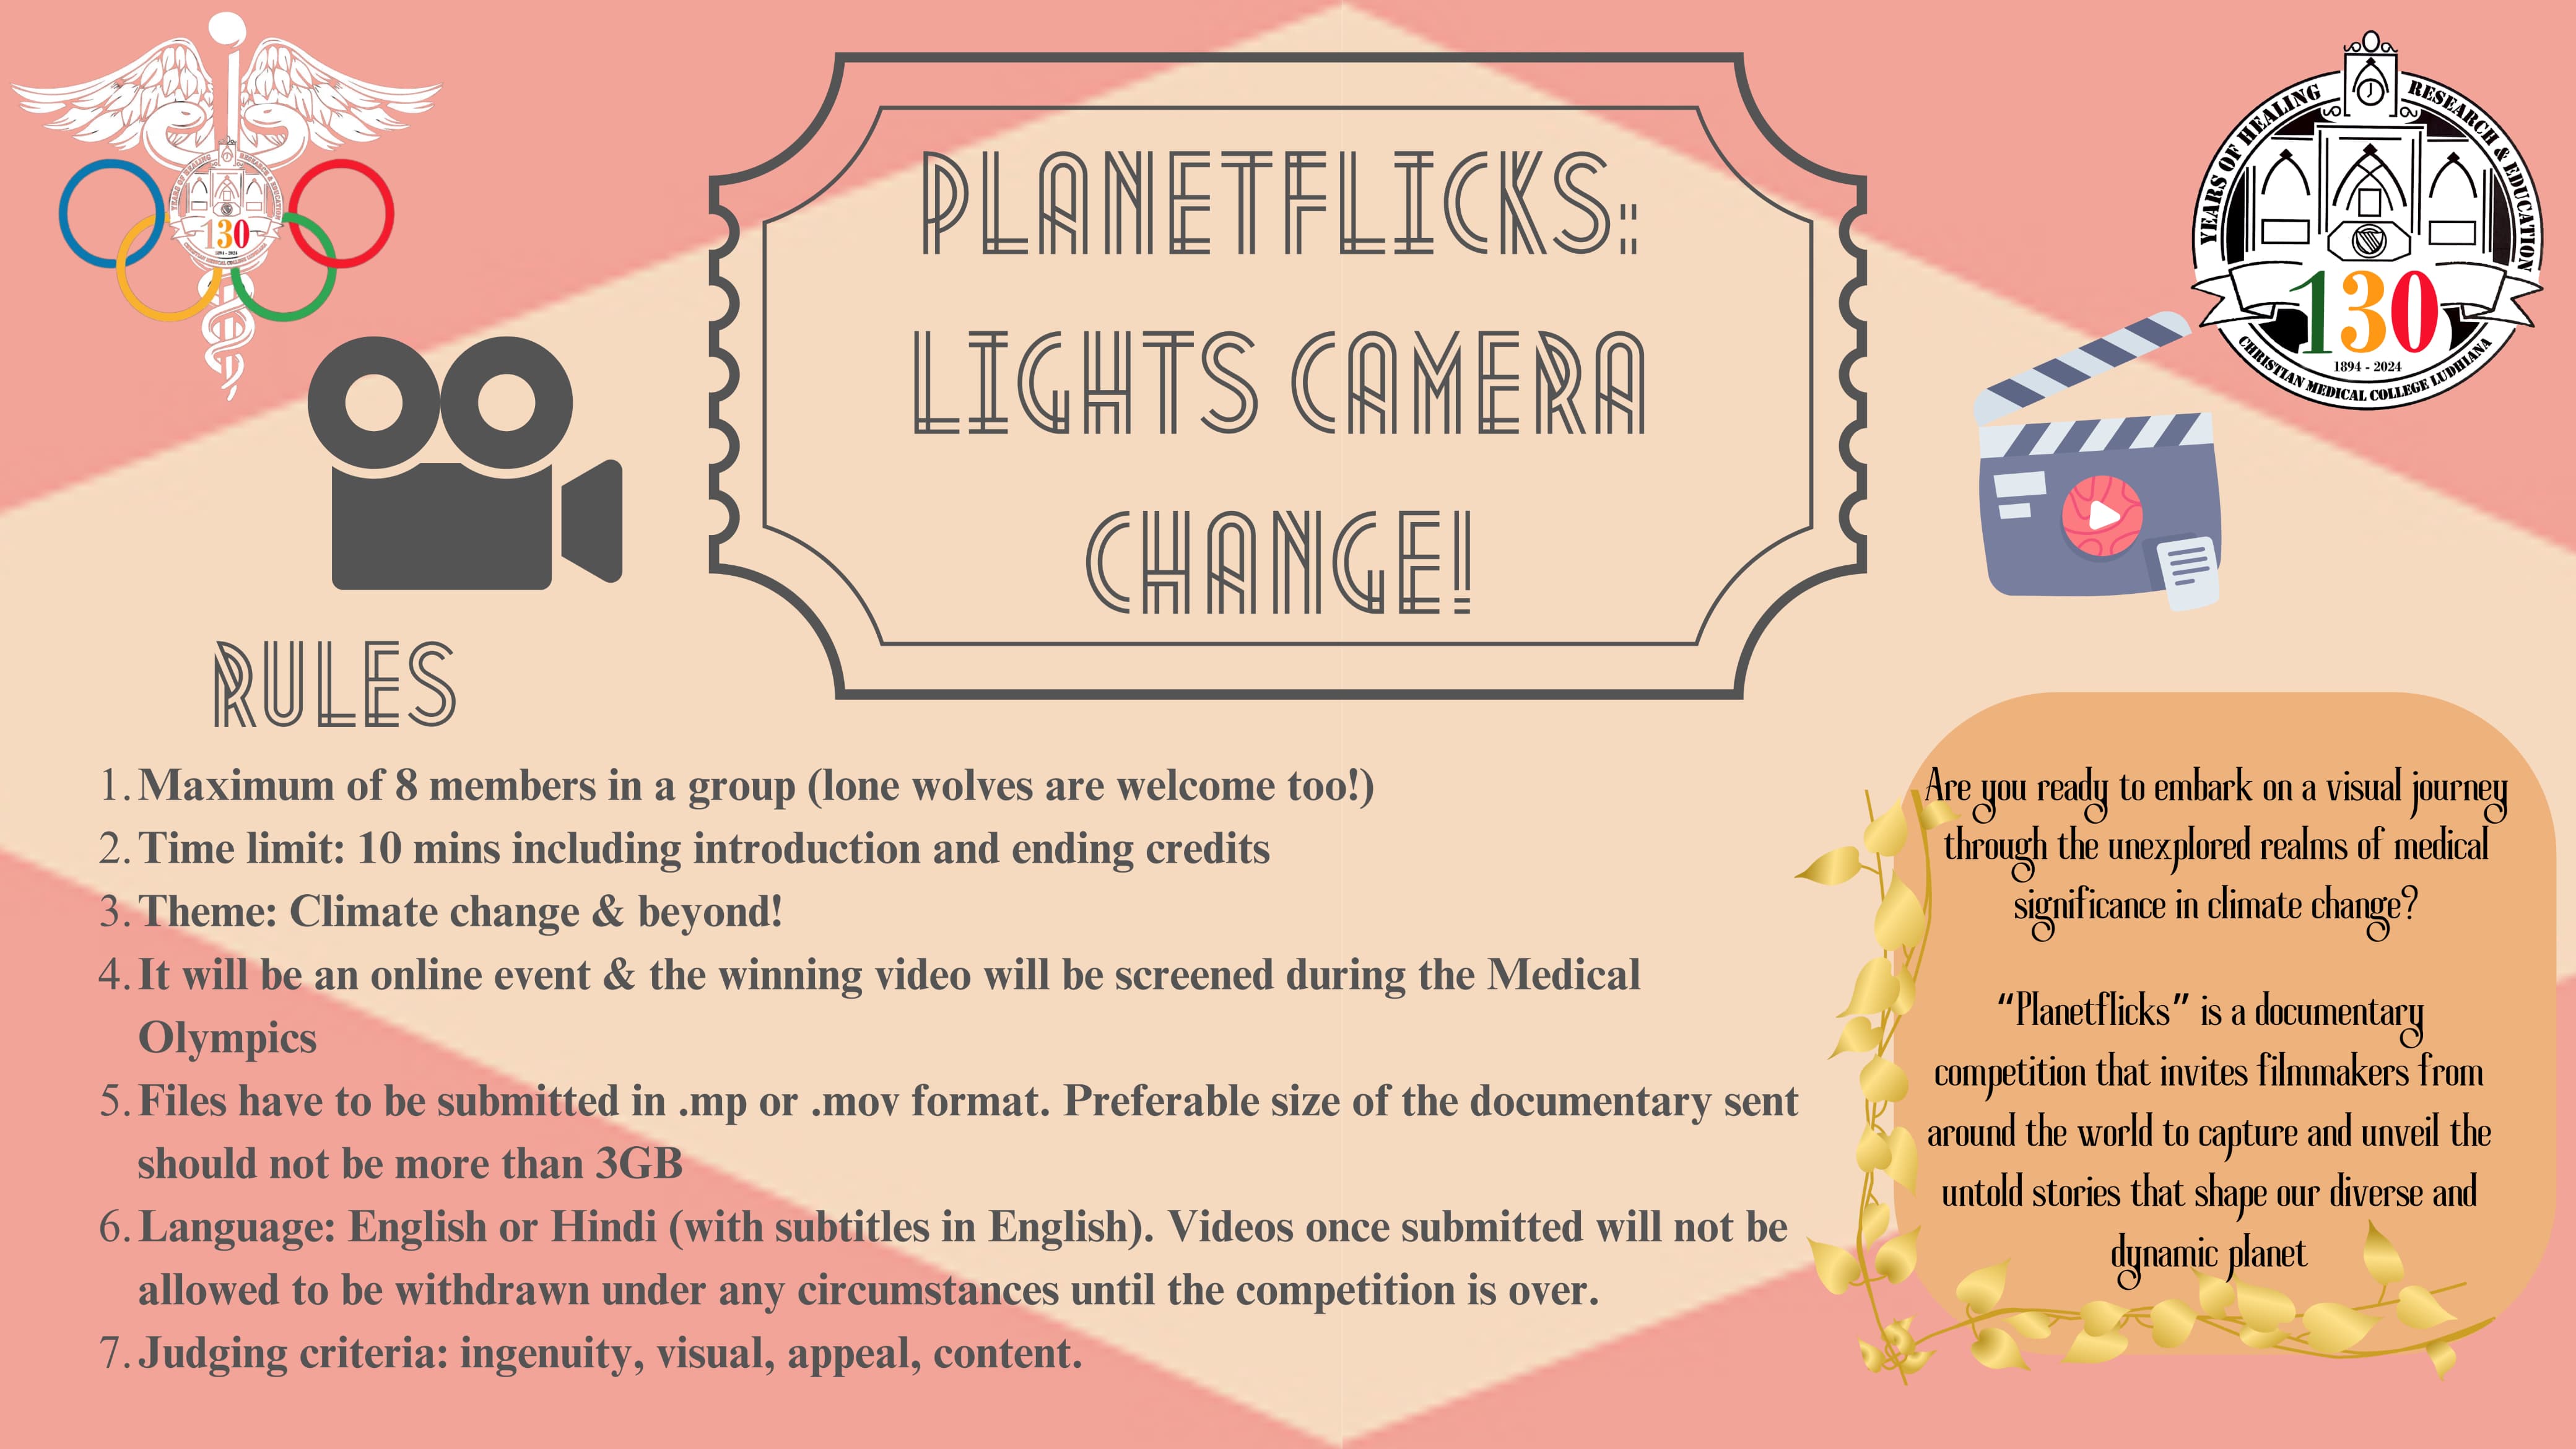 PLANETFLICKS:
LIGHTS CAMERA
CHANGE!
YEARS OF HEALING RESEARCH & EDUCATION
130
1894 - 2024
CHRISTIAN MEDICAL COLLEGE LUDHIANA
130
1894 - 2024
RULES
1. Maximum of 8 members in a group (lone wolves are welcome too!)
2. Time limit: 10 mins including introduction and ending credits
3. Theme: Climate change & beyond!
4. It will be an online event & the winning video will be screened during the Medical
Olympics
5. Files have to be submitted in .mp or .mov format. Preferable size of the documentary sent
should not be more than 3GB
6. Language: English or Hindi (with subtitles in English). Videos once submitted will not be
allowed to be withdrawn under any circumstances until the competition is over.
7. Judging criteria: ingenuity, visual, appeal, content.
Are you ready to embark on a visual journey
through the unexplored realms of medical
significance in climate change?
“Planetflicks” is a documentary
competition that invites filmmakers from
around the world to capture and unveil the
untold stories that shape our diverse and
dynamic planet